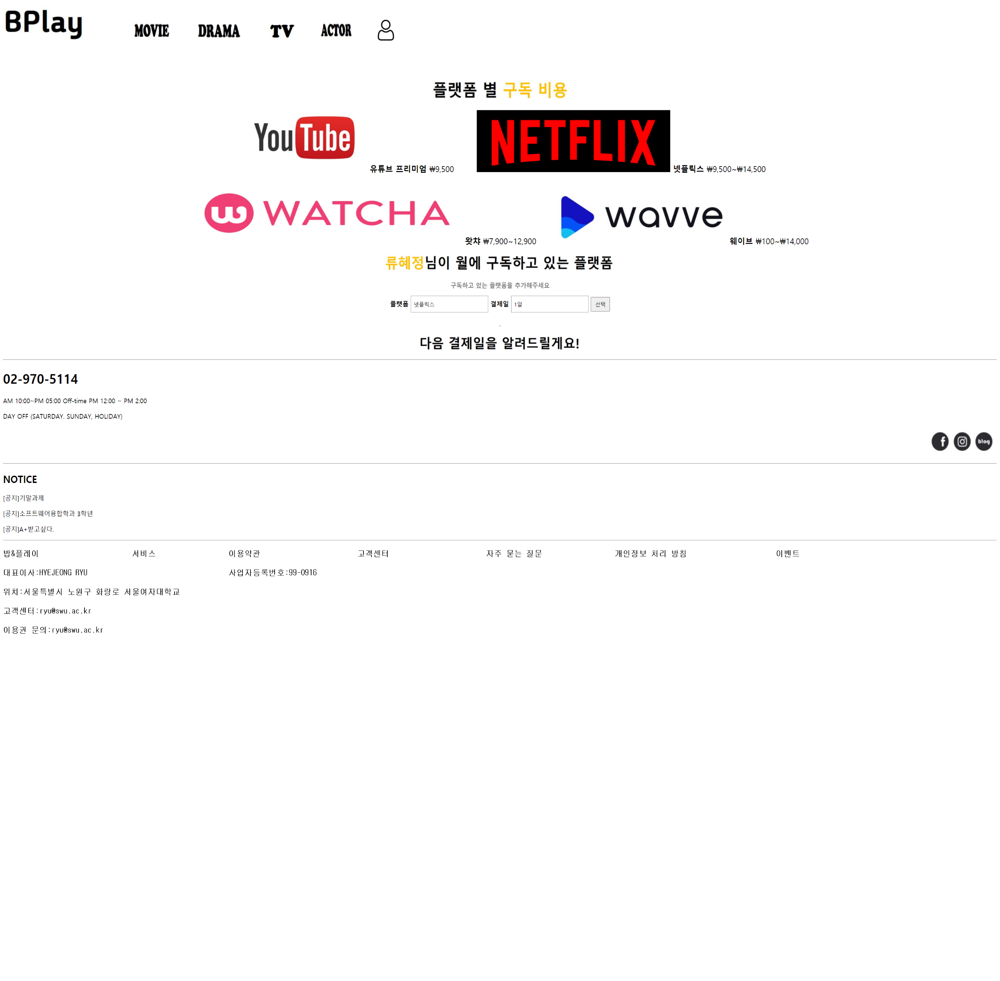 BPlay MOVIE DRAMA TV ACTOR
플랫폼 별 구독 비용
YouTube 유튜브 프리미엄 ₩9,500 NETFLIX 넷플릭스 ₩9,500~₩14,500
WATCHA 왓챠 ₩7,900~12,900 wavve 웨이브 ₩100~₩14,000
류혜정님이 월에 구독하고 있는 플랫폼
구독하고 있는 플랫폼을 추가해주세요
플랫폼 넷플릭스 결제일 1일 선택
.
다음 결제일을 알려드릴게요!
02-970-5114
AM 10:00~PM 05:00 Off-time PM 12:00 ~ PM 2:00
DAY OFF (SATURDAY. SUNDAY, HOLIDAY)
f blog
NOTICE
[공지]기말과제
[공지]소프트웨어융합학과 3학년
[공지]A+받고싶다.
밥&플레이 서비스 이용약관 고객센터 자주 묻는 질문 개인정보 처리 방침 이벤트
대표이사:HYEJEONG RYU 사업자등록번호:99-0916
위치:서울특별시 노원구 화랑로 서울여자대학교
고객센터:ryu@swu.ac.kr
이용권 문의:ryu@swu.ac.kr